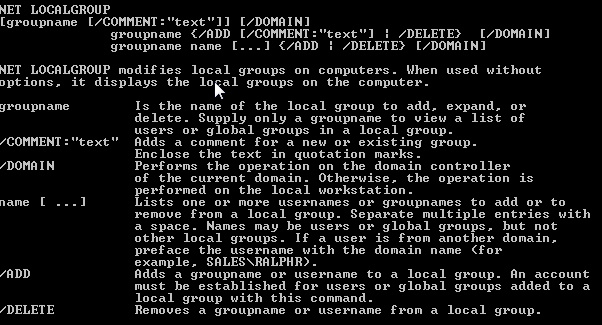 NET LOCALGROUP
[groupname [/COMMENT:"text"]] [/DOMAIN]
groupname {/ADD [/COMMENT:"text"] | /DELETE} [/DOMAIN]
groupname name [...] {/ADD | /DELETE} [/DOMAIN]
NET LOCALGROUP modifies local groups on computers. When used without
options, it displays the local groups on the computer.
groupname Is the name of the local group to add, expand, or
delete. Supply only a groupname to view a list of
users or global groups in a local group.
/COMMENT:"text" Adds a comment for a new or existing group.
Enclose the text in quotation marks.
/DOMAIN Performs the operation on the domain controller
of the current domain. Otherwise, the operation is
performed on the local workstation.
name [ ...] Lists one or more usernames or groupnames to add or to
remove from a local group. Separate multiple entries with
a space. Names may be users or global groups, but not
other local groups. If a user is from another domain,
preface the username with the domain name (for
example, SALES\RALPHR).
/ADD Adds a groupname or username to a local group. An account
must be established for users or global groups added to a
local group with this command.
/DELETE Removes a groupname or username from a local group.